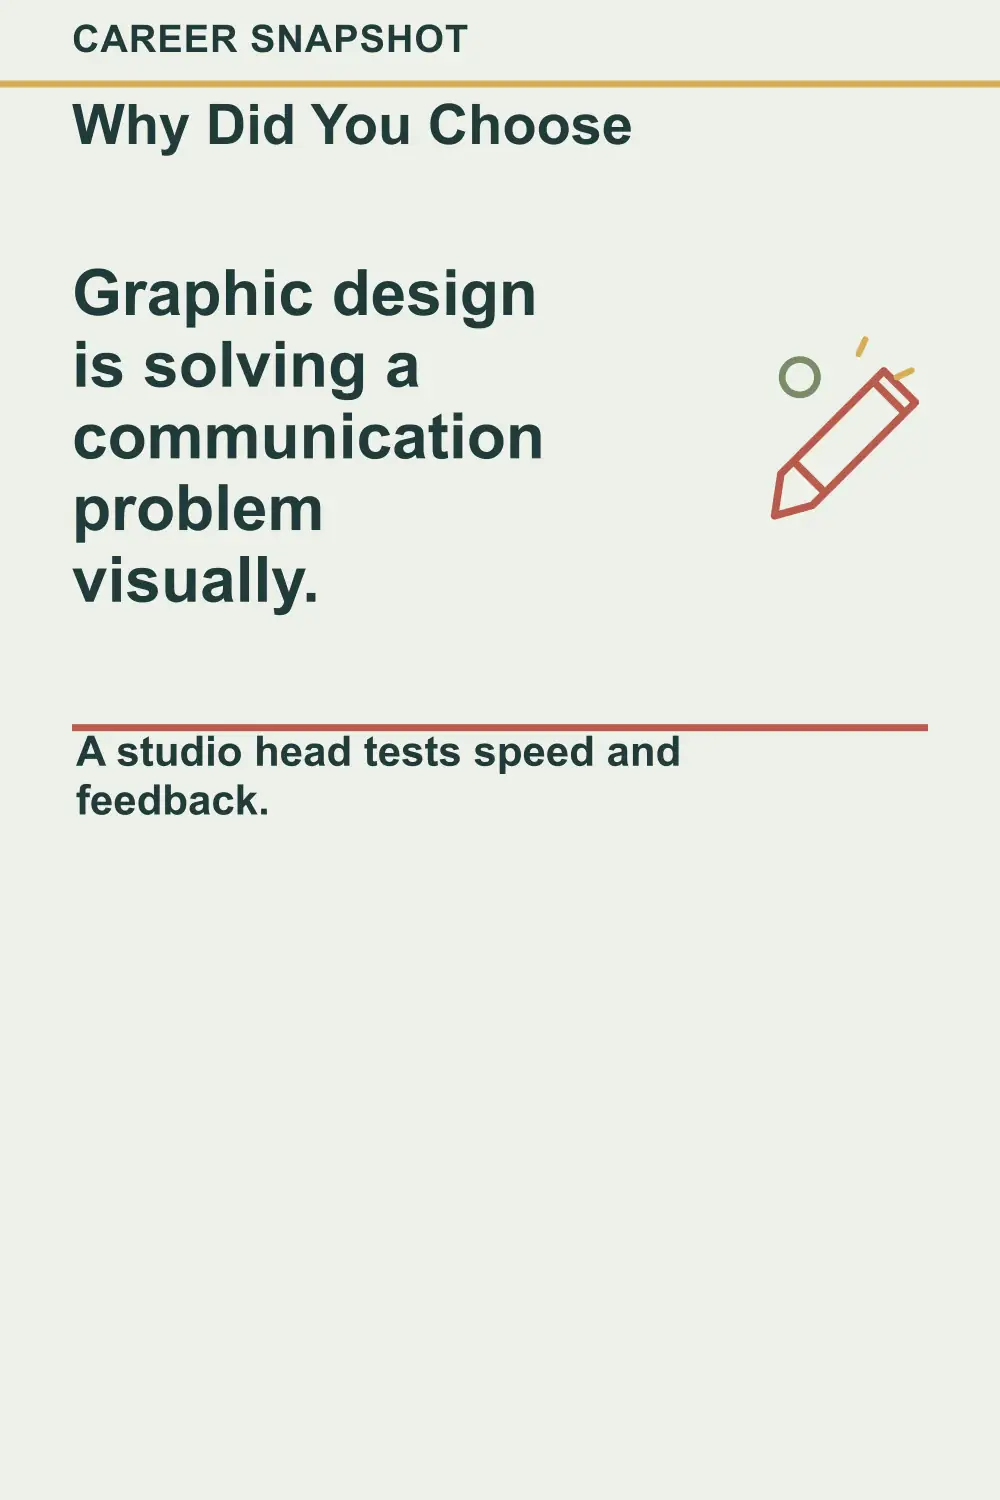 CAREER SNAPSHOT
Why Did You Choose
Graphic design
is solving a
communication
problem
visually.
A studio head tests speed and
feedback.